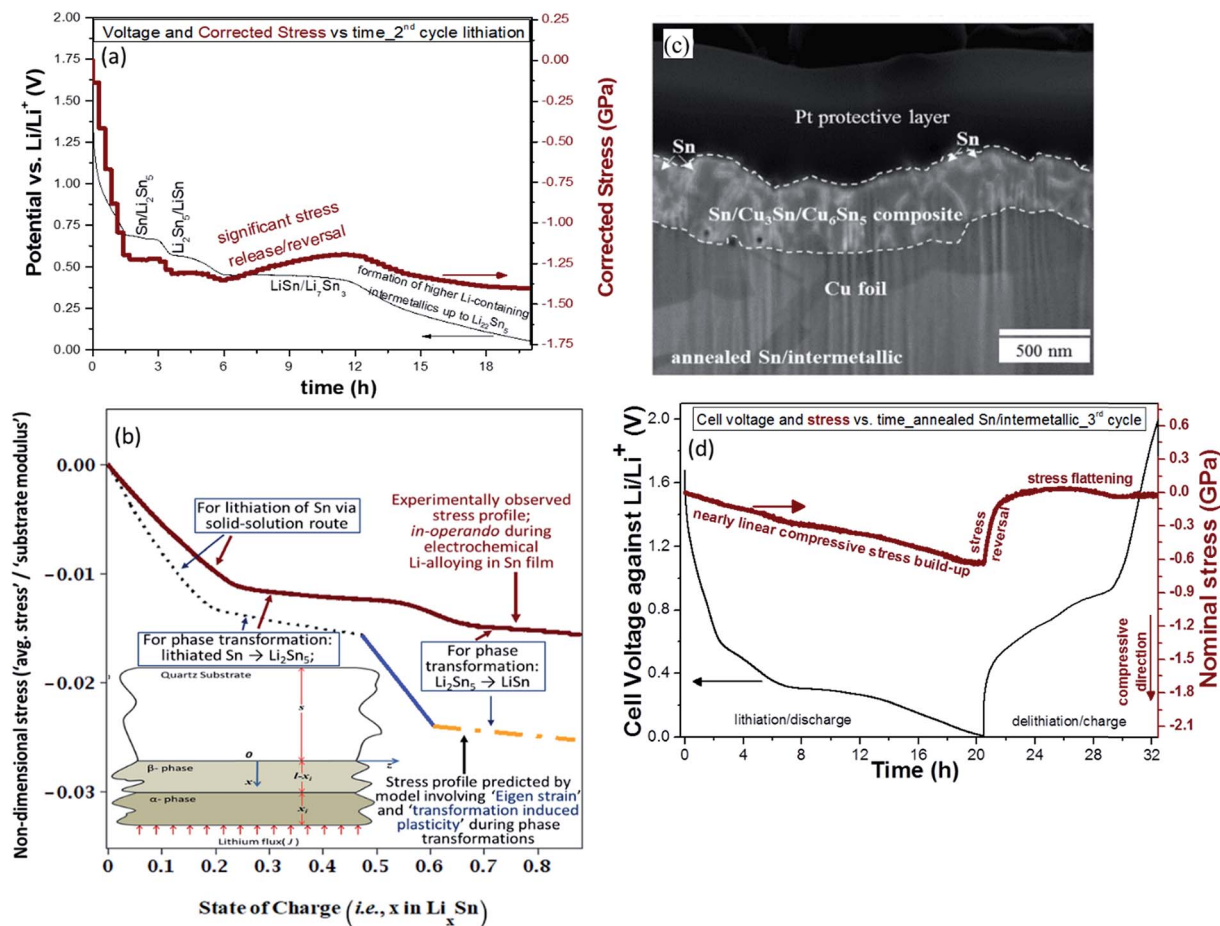 2.00
1.75
1.50
1.25
1.00
0.75
0.50
0.25
0.00
Potential vs. Li/Li⁺ (V)
Voltage and Corrected Stress vs time_2ⁿᵈ cycle lithiation
(a)
Sn/Li₂Sn₅
Li₂Sn₅/LiSn
significant stress
release/reversal
LiSn/Li₇Sn₃
formation of higher Li-containing
intermetallics up to Li₂₂Sn₅
0.25
0.00
-0.25
-0.50
-0.75
-1.00
-1.25
-1.50
-1.75
Corrected Stress (GPa)
0 3 6 9 12 15 18
time (h)
(c)
Pt protective layer
Sn
Sn
Sn/Cu₃Sn/Cu₆Sn₅ composite
Cu foil
annealed Sn/intermetallic
500 nm
(b)
Non-dimensional stress ('avg. stress' / 'substrate modulus')
0.00
−0.01
−0.02
−0.03
For lithiation of Sn via
solid-solution route
Experimentally observed
stress profile;
in-operando during
electrochemical
Li-alloying in Sn film
For phase transformation:
lithiated Sn → Li₂Sn₅;
For phase
transformation:
Li₂Sn₅ → LiSn
Quartz Substrate
s
β- phase
o
z
x
l-xᵢ
α-phase
xᵢ
Lithium flux(J)
Stress profile predicted by
model involving 'Eigen strain'
and 'transformation induced
plasticity' during phase
transformations
0 0.1 0.2 0.3 0.4 0.5 0.6 0.7 0.8
State of Charge (i.e., x in LiₓSn)
(d)
Cell voltage and stress vs. time_annealed Sn/intermetallic_3ʳᵈ cycle
Cell Voltage against Li/Li⁺ (V)
2.0
1.6
1.2
0.8
0.4
0.0
nearly linear compressive stress build-up
stress
reversal
stress flattening
lithiation/discharge
delithiation/charge
compressive
direction
0.6
0.3
0.0
-0.3
-0.6
-0.9
-1.2
-1.5
-1.8
-2.1
Nominal stress (GPa)
0 4 8 12 16 20 24 28 32
Time (h)